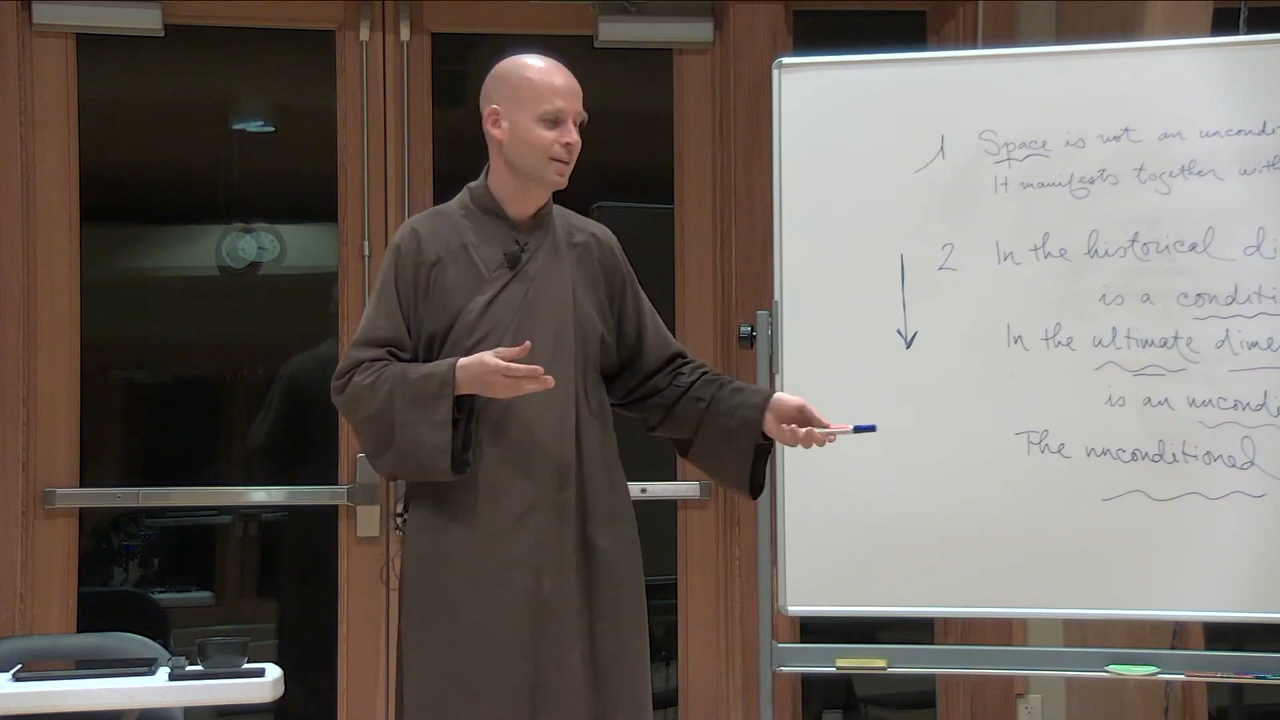 1 Space is not an uncondi
It manifests together with
2 In the historical di
is a conditi
In the ultimate dime
is an uncondi
The unconditioned